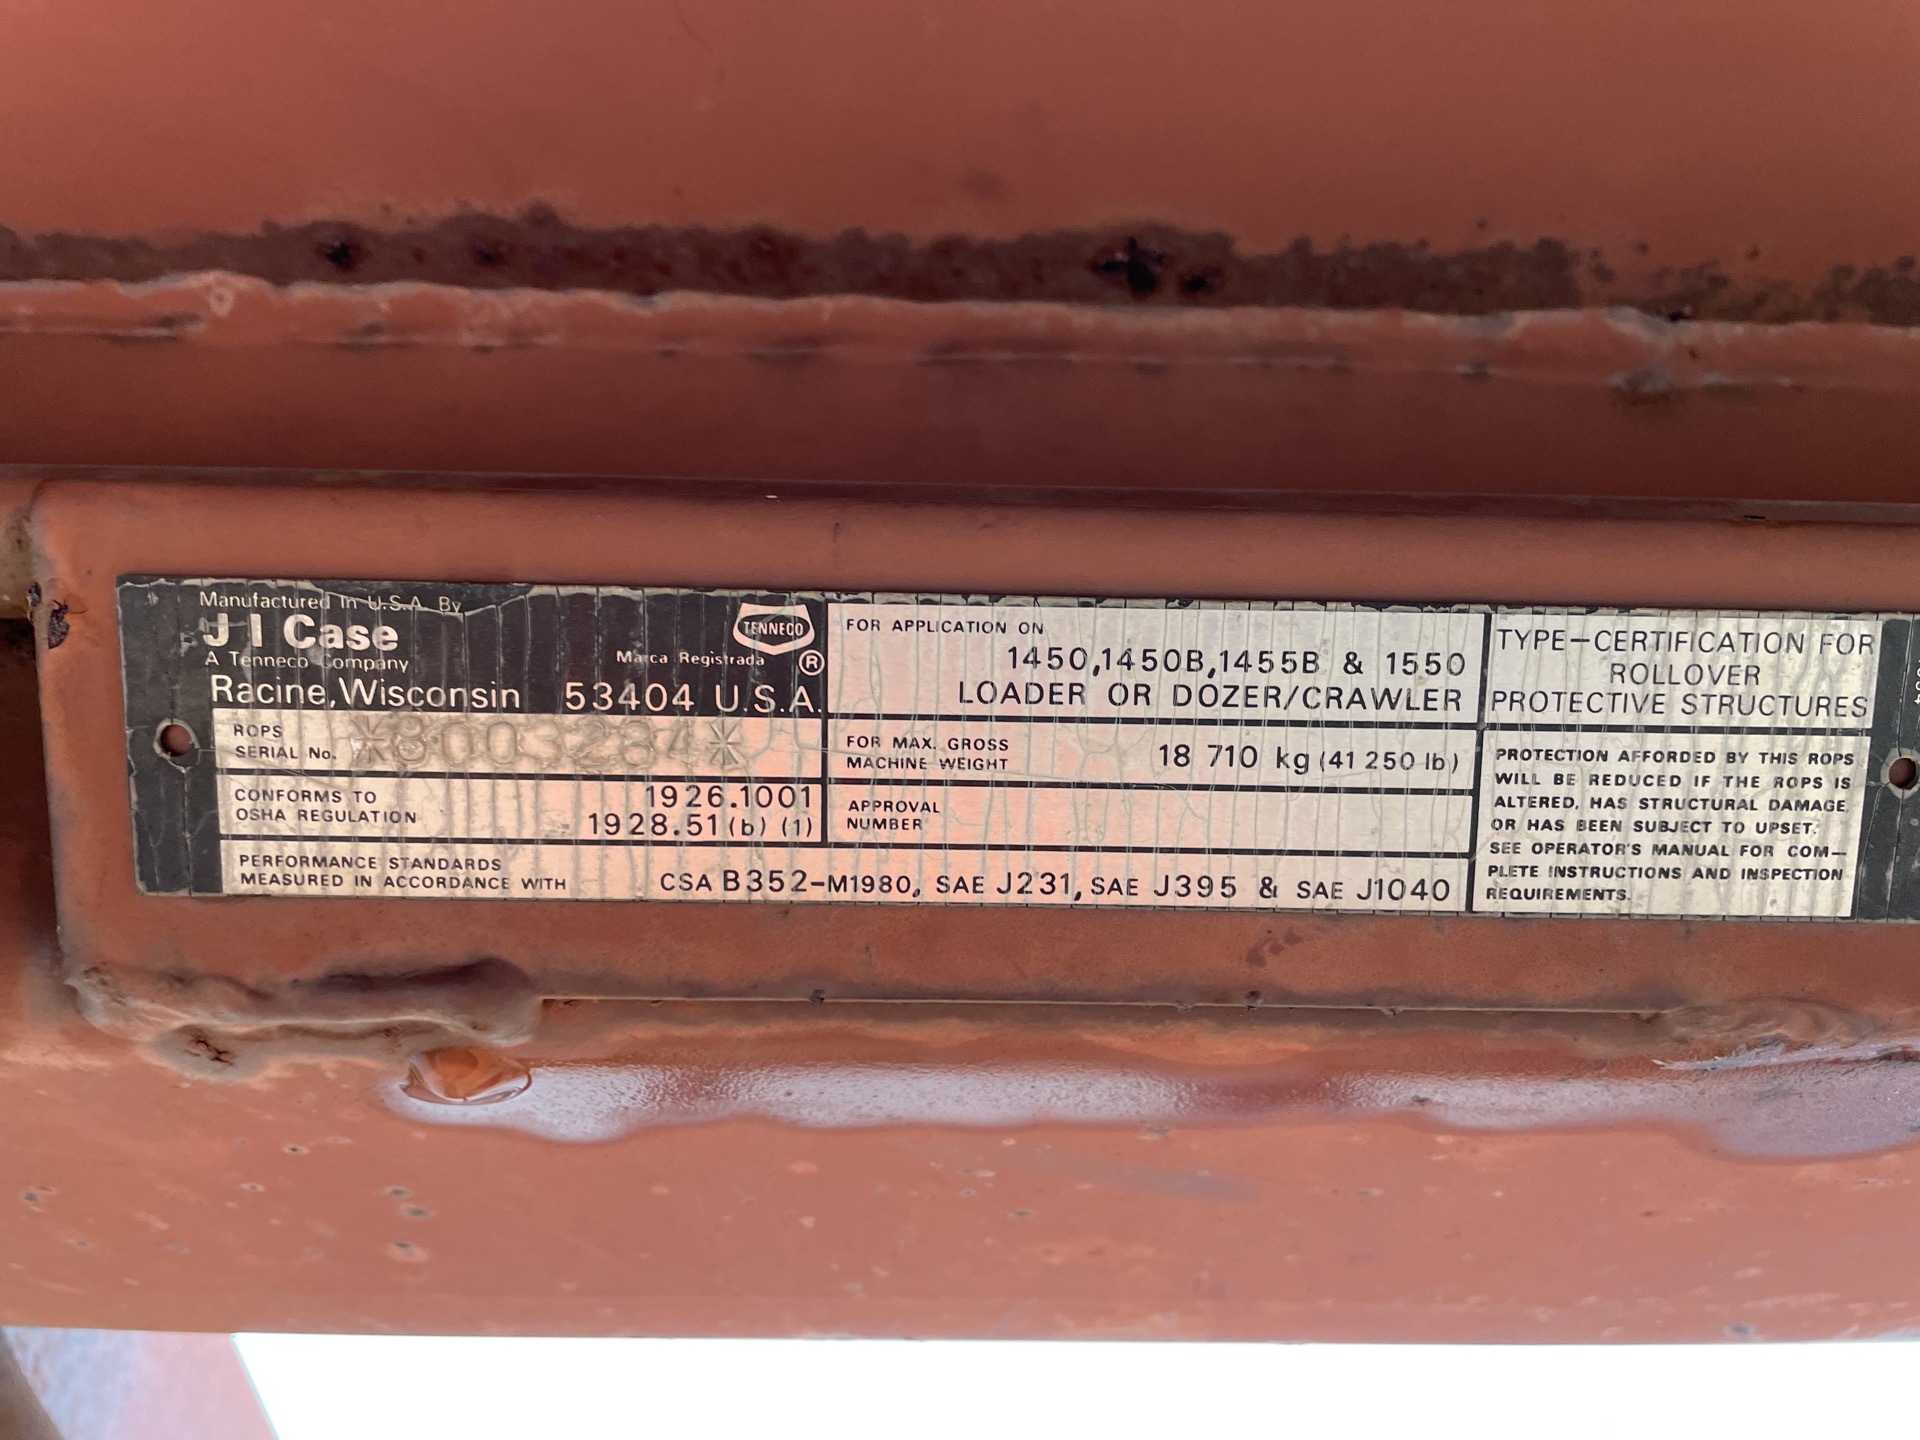 Manufactured In U.S.A. By
J I Case
A Tenneco Company
TENNECO
Marca Registrada ®
Racine, Wisconsin 53404 U.S.A.
ROPS
SERIAL No. *8003284*
CONFORMS TO
OSHA REGULATION
1926.1001
1928.51 (b) (1)
FOR APPLICATION ON
1450,1450B,1455B & 1550
LOADER OR DOZER/CRAWLER
FOR MAX. GROSS
MACHINE WEIGHT
18 710 kg (41 250 lb)
APPROVAL
NUMBER
PERFORMANCE STANDARDS
MEASURED IN ACCORDANCE WITH
CSA B352-M1980, SAE J231, SAE J395 & SAE J1040
TYPE-CERTIFICATION FOR
ROLLOVER
PROTECTIVE STRUCTURES
PROTECTION AFFORDED BY THIS ROPS
WILL BE REDUCED IF THE ROPS IS
ALTERED, HAS STRUCTURAL DAMAGE,
OR HAS BEEN SUBJECT TO UPSET.
SEE OPERATOR'S MANUAL FOR COM-
PLETE INSTRUCTIONS AND INSPECTION
REQUIREMENTS.